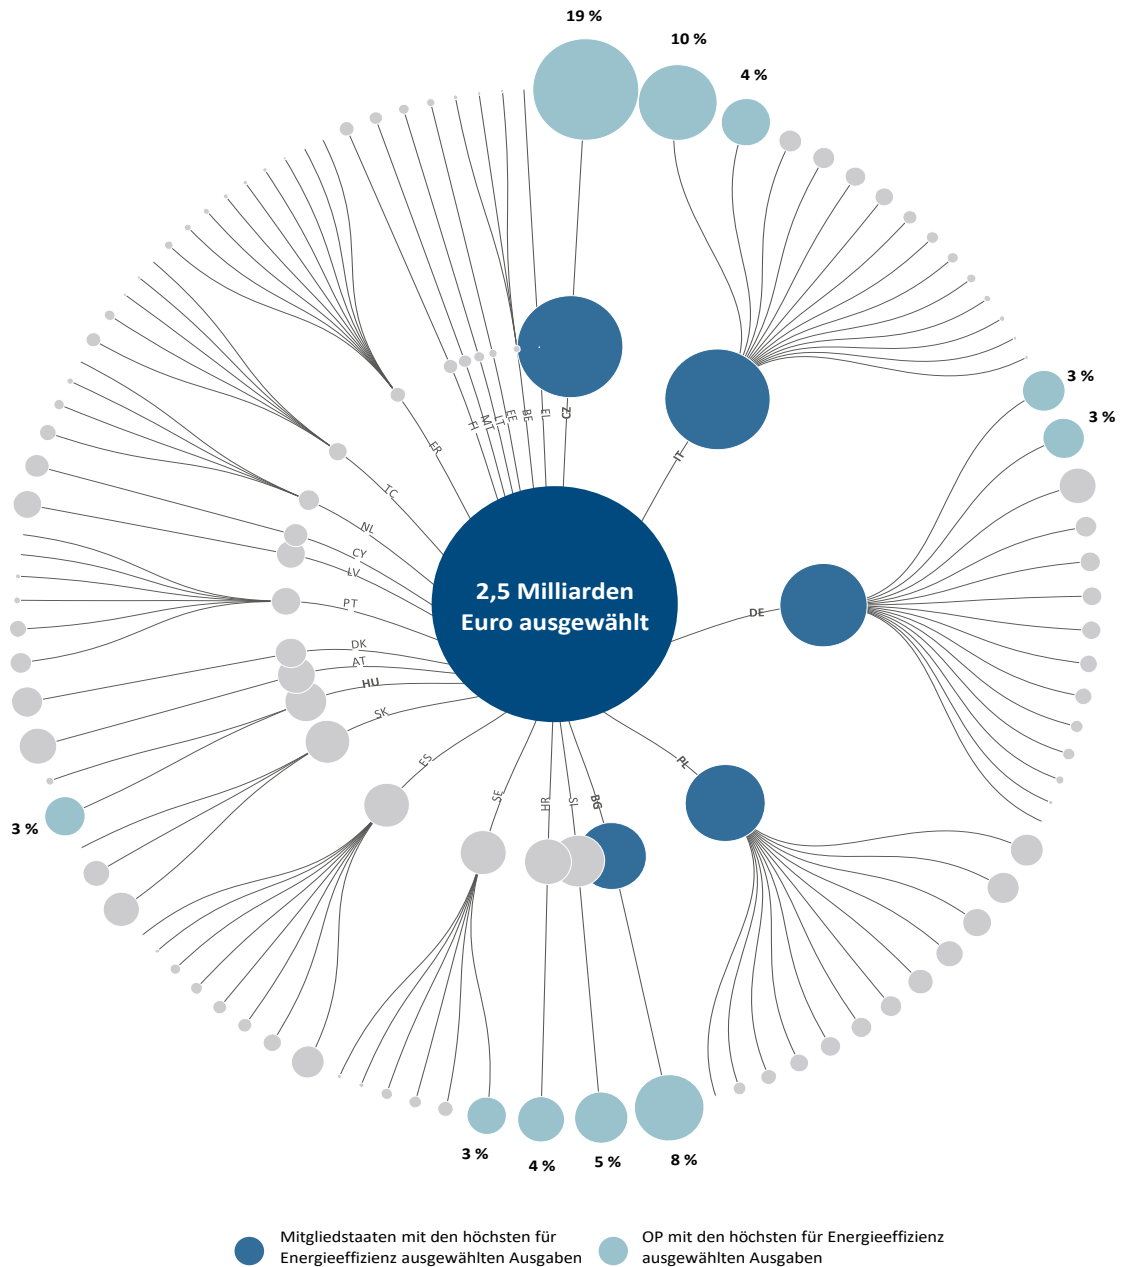 19 %
10 %
4 %
3 %
3 %
FI
MT
LT
EE
BE
EL
CZ
IT
ER
TC
NL
CY
LV
PT
DK
AT
HU
SK
ES
SE
HR
SI
BG
PL
DE
2,5 Milliarden
Euro ausgewählt
3 %
3 %
4 %
5 %
8 %
Mitgliedstaaten mit den höchsten für
Energieeffizienz ausgewählten Ausgaben
OP mit den höchsten für Energieeffizienz
ausgewählten Ausgaben